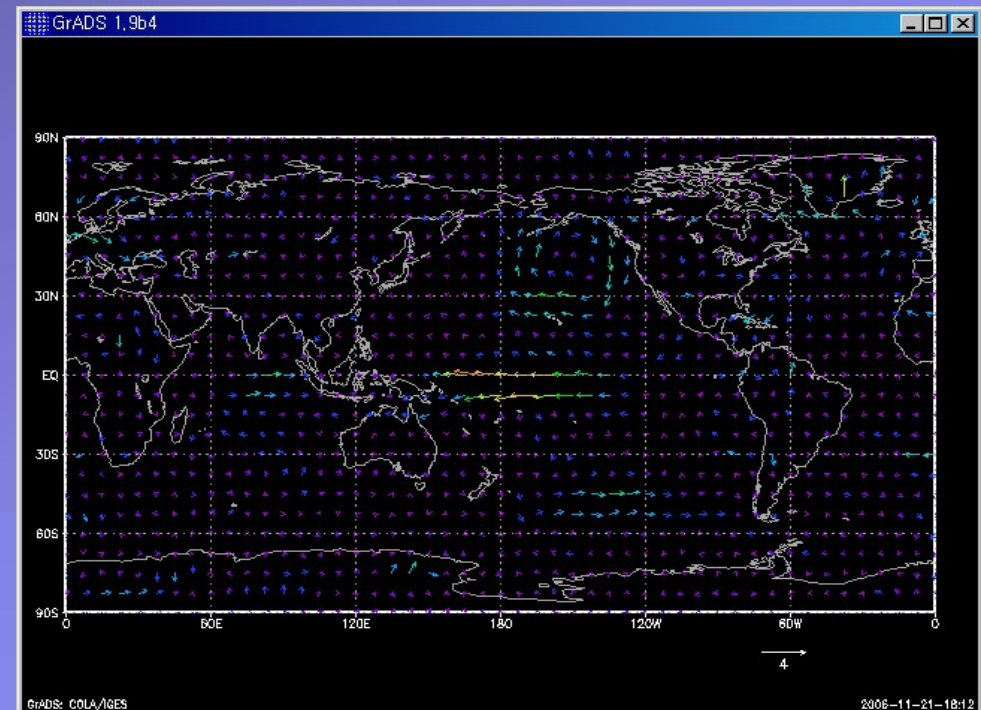 GrADS 1,9b4
90N
60N
30N
EQ
30S
60S
90S
0 60E 120E 180 120W 60W 0
4
GrADS: COLA/IGES 2006-11-21-18:12